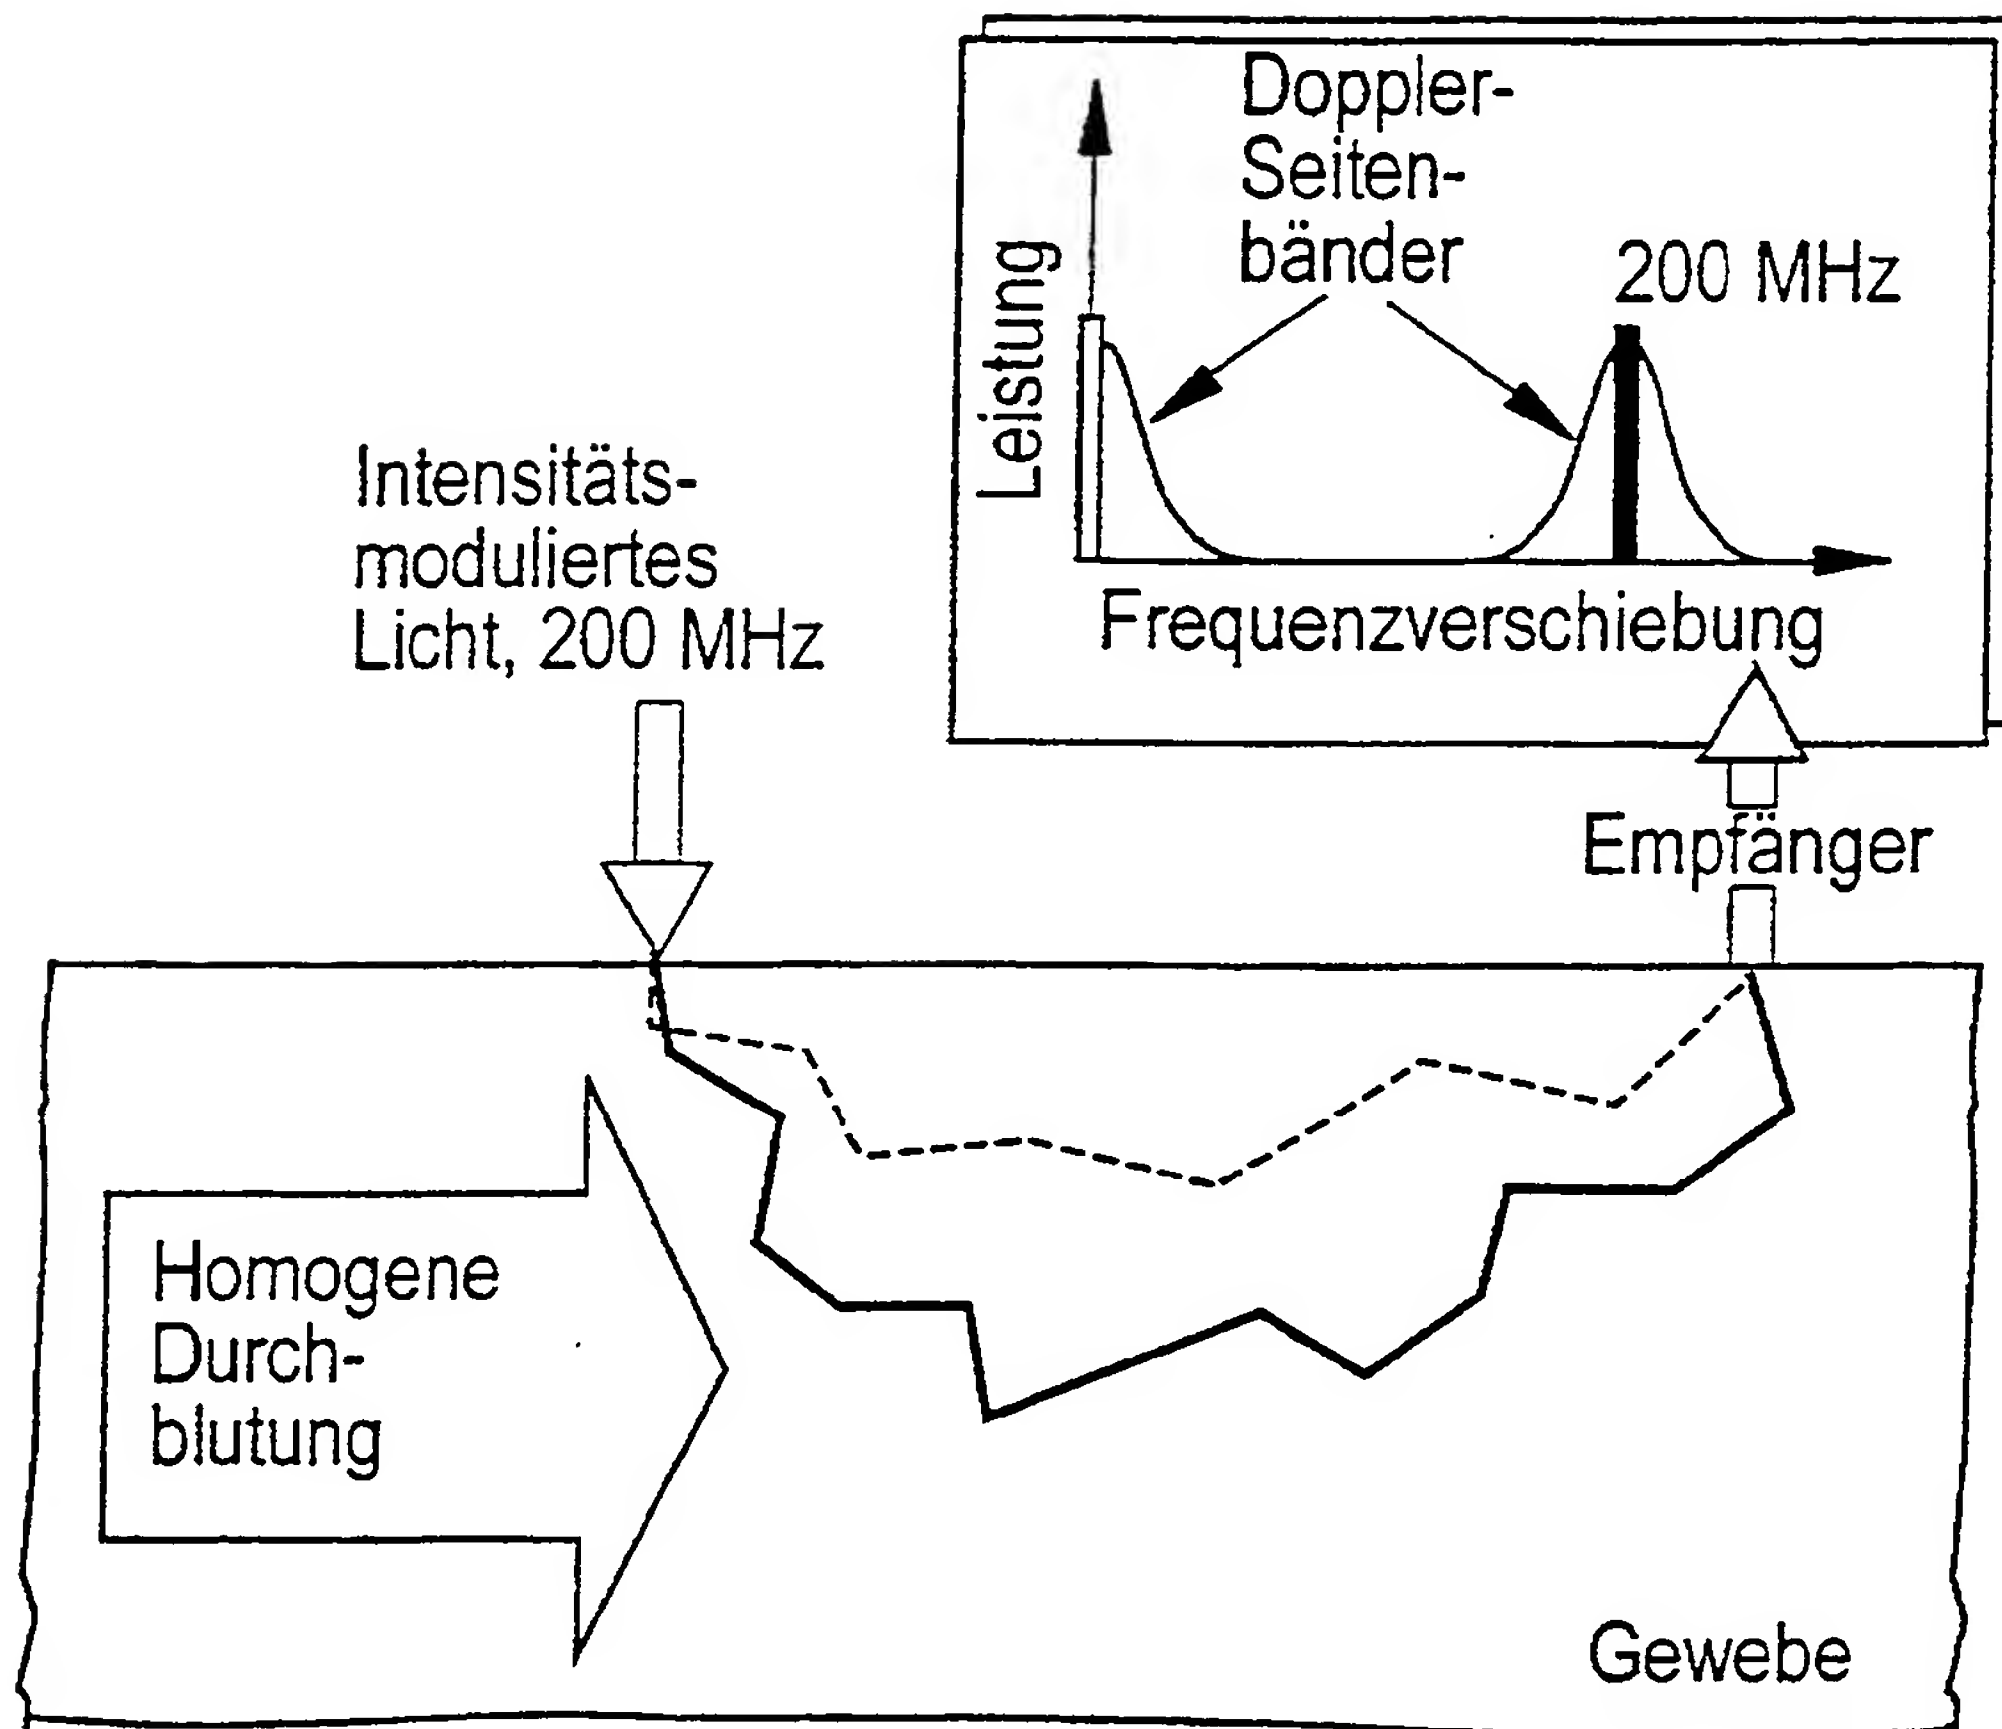 Doppler-
Seiten-
bänder
200 MHz
Leistung
Frequenzverschiebung
Intensitäts-
moduliertes
Licht, 200 MHz
Empfänger
Homogene
Durch-
blutung
Gewebe